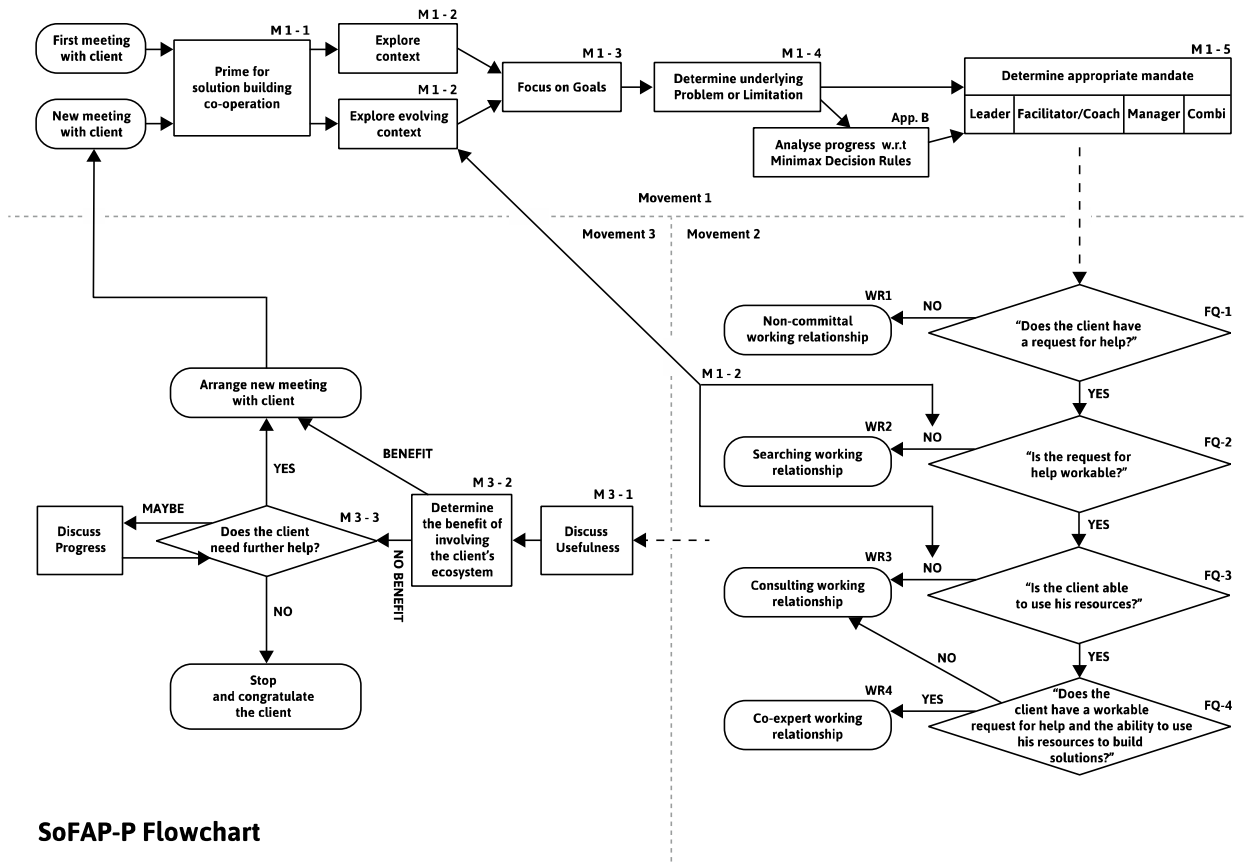 First meeting
with client
M 1 - 1
Prime for
solution building
co-operation
M 1 - 2
Explore
context
New meeting
with client
M 1 - 2
Explore evolving
context
M 1 - 3
Focus on Goals
M 1 - 4
Determine underlying
Problem or Limitation
App. B
Analyse progress w.r.t
Minimax Decision Rules
M 1 - 5
Determine appropriate mandate
Leader
Facilitator/Coach
Manager
Combi
Movement 1
Movement 3
Movement 2
FQ-1
"Does the client have
a request for help?"
NO
WR1
Non-committal
working relationship
YES
M 1 - 2
FQ-2
"Is the request for
help workable?"
NO
WR2
Searching working
relationship
YES
FQ-3
"Is the client able
to use his resources?"
NO
WR3
Consulting working
relationship
YES
NO
FQ-4
"Does the
client have a workable
request for help and the ability to use
his resources to build
solutions?"
YES
WR4
Co-expert working
relationship
Arrange new meeting
with client
BENEFIT
YES
M 3 - 1
Discuss
Usefulness
M 3 - 2
Determine
the benefit of
involving
the client's
ecosystem
NO BENEFIT
M 3 - 3
Does the client
need further help?
MAYBE
Discuss
Progress
NO
Stop
and congratulate
the client
SoFAP-P Flowchart